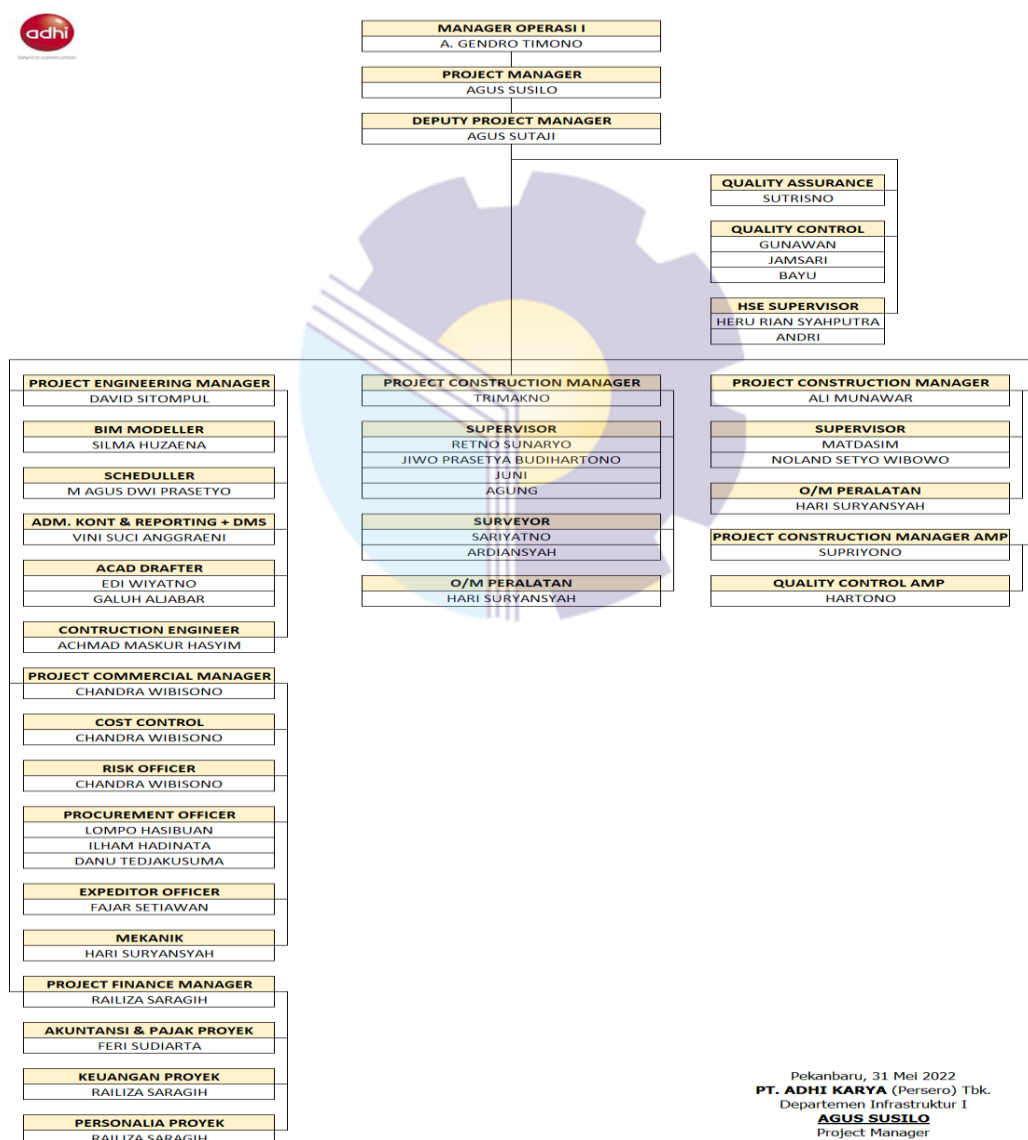 adhi
beyond construction
MANAGER OPERASI I
A. GENDRO TIMONO
PROJECT MANAGER
AGUS SUSILO
DEPUTY PROJECT MANAGER
AGUS SUTAJI
QUALITY ASSURANCE
SUTRISNO
QUALITY CONTROL
GUNAWAN
JAMSARI
BAYU
HSE SUPERVISOR
HERU RIAN SYAHPUTRA
ANDRI
PROJECT ENGINEERING MANAGER
DAVID SITOMPUL
BIM MODELLER
SILMA HUZAENA
SCHEDULLER
M AGUS DWI PRASETYO
ADM. KONT & REPORTING + DMS
VINI SUCI ANGGRAENI
ACAD DRAFTER
EDI WIYATNO
GALUH ALJABAR
CONTRUCTION ENGINEER
ACHMAD MASKUR HASYIM
PROJECT COMMERCIAL MANAGER
CHANDRA WIBISONO
COST CONTROL
CHANDRA WIBISONO
RISK OFFICER
CHANDRA WIBISONO
PROCUREMENT OFFICER
LOMPO HASIBUAN
ILHAM HADINATA
DANU TEDJAKUSUMA
EXPEDITOR OFFICER
FAJAR SETIAWAN
MEKANIK
HARI SURYANSYAH
PROJECT FINANCE MANAGER
RAILIZA SARAGIH
AKUNTANSI & PAJAK PROYEK
FERI SUDIARTA
KEUANGAN PROYEK
RAILIZA SARAGIH
PERSONALIA PROYEK
RAILIZA SARAGIH
PROJECT CONSTRUCTION MANAGER
TRIMAKNO
SUPERVISOR
RETNO SUNARYO
JIWO PRASETYA BUDIHARTONO
JUNI
AGUNG
SURVEYOR
SARIYATNO
ARDIANSYAH
O/M PERALATAN
HARI SURYANSYAH
PROJECT CONSTRUCTION MANAGER
ALI MUNAWAR
SUPERVISOR
MATDASIM
NOLAND SETYO WIBOWO
O/M PERALATAN
HARI SURYANSYAH
PROJECT CONSTRUCTION MANAGER AMP
SUPRIYONO
QUALITY CONTROL AMP
HARTONO
Pekanbaru, 31 Mei 2022
PT. ADHI KARYA (Persero) Tbk.
Departemen Infrastruktur I
AGUS SUSILO
Project Manager